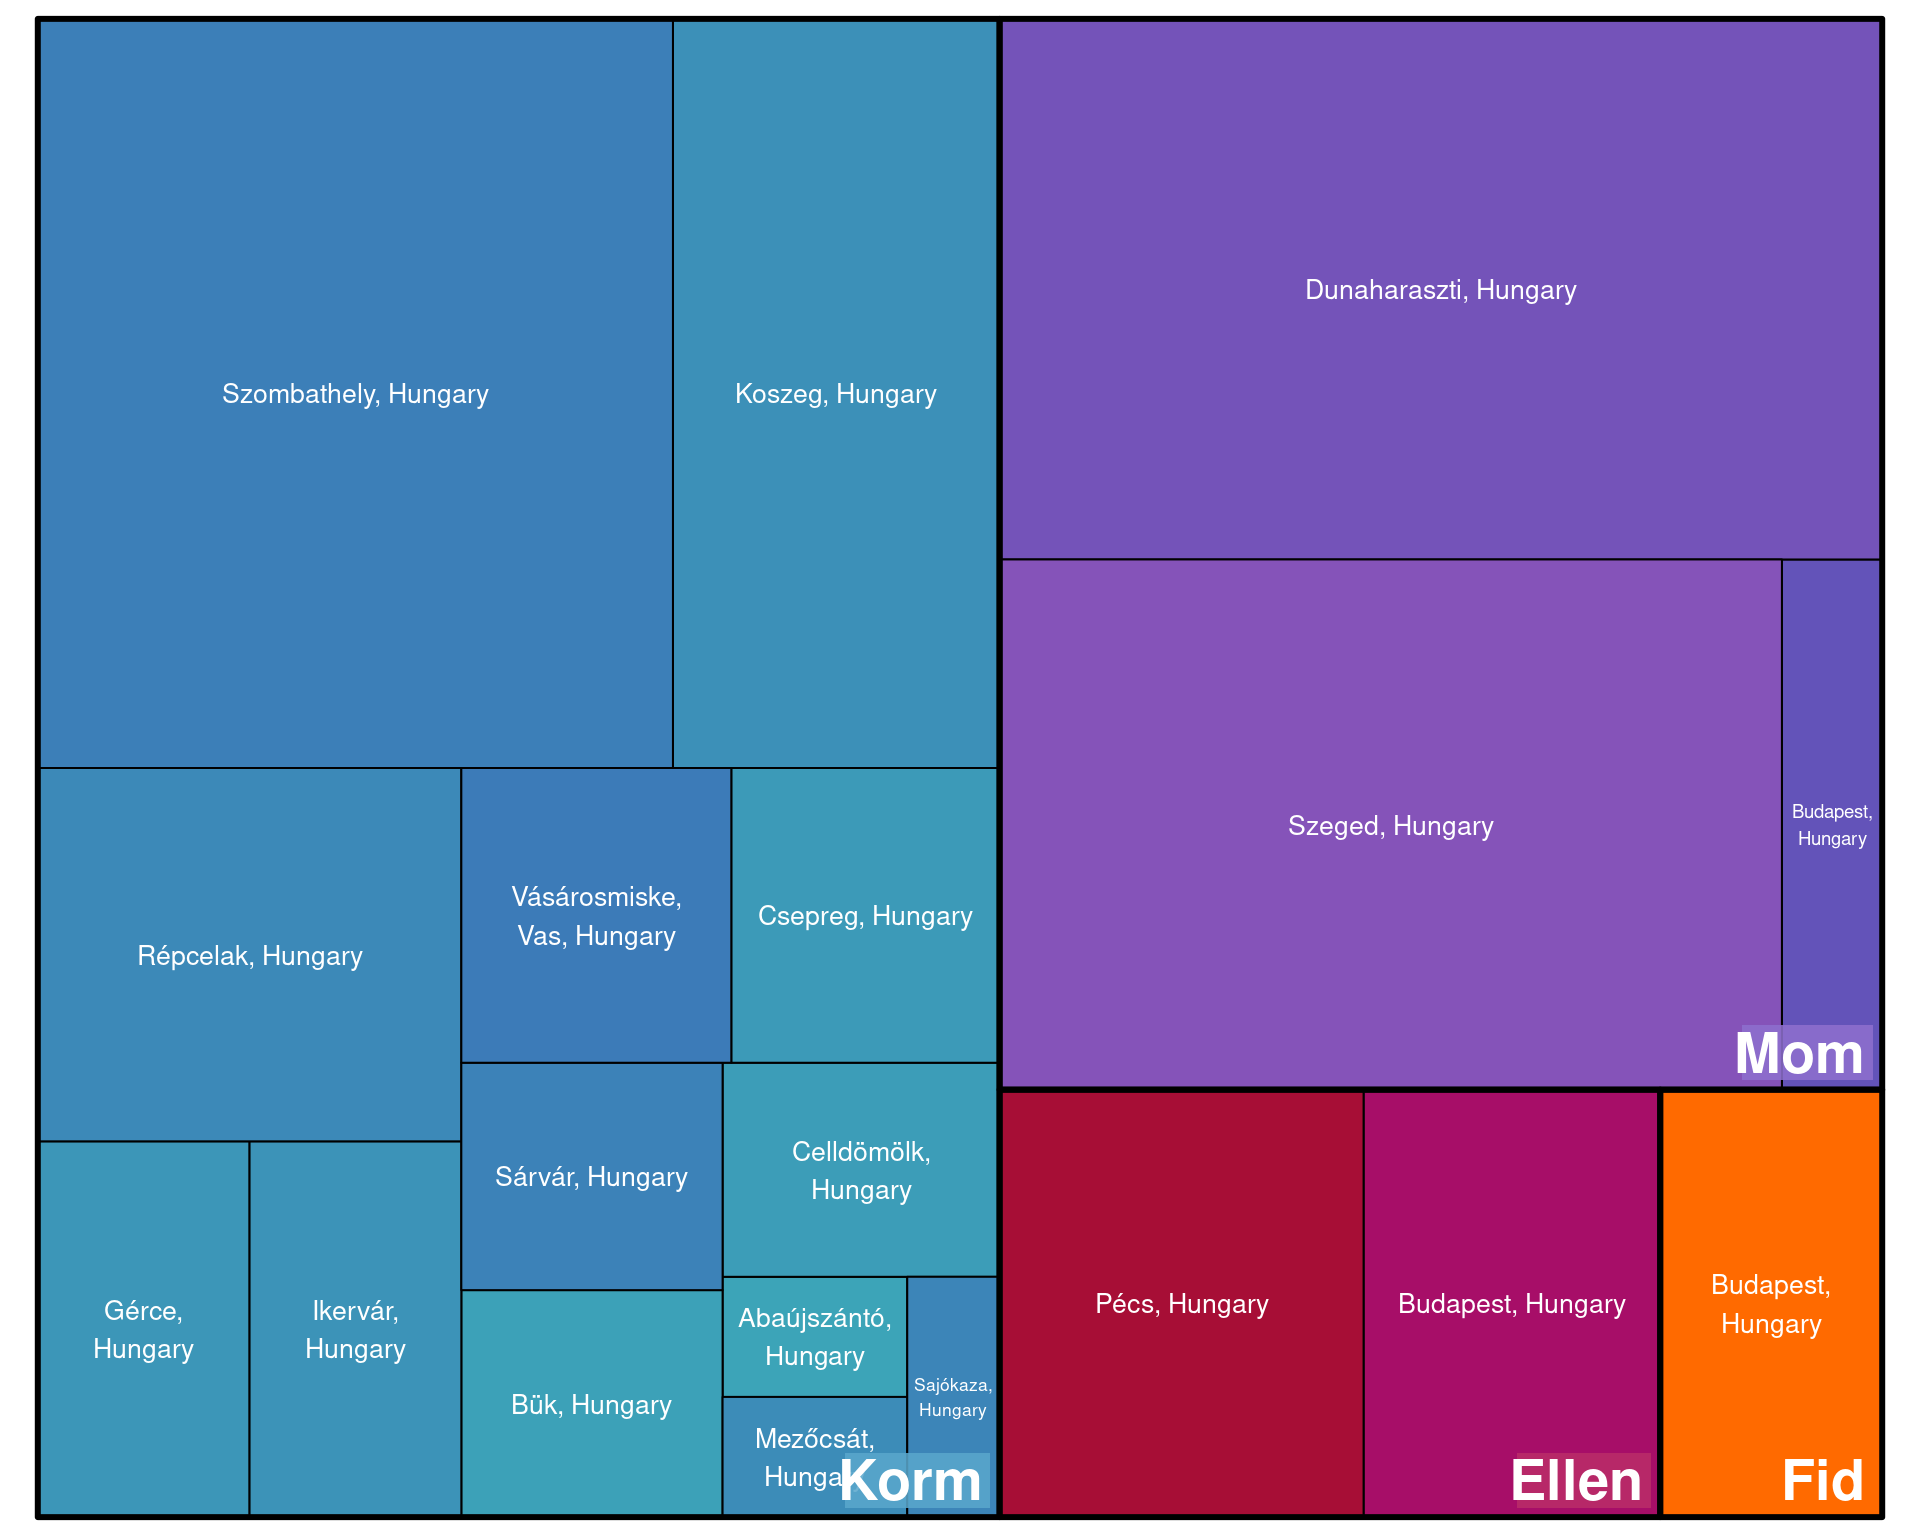 Szombathely, Hungary
Koszeg, Hungary
Dunaharaszti, Hungary
Szeged, Hungary
Budapest,
Hungary
Mom
Répcelak, Hungary
Vásárosmiske,
Vas, Hungary
Csepreg, Hungary
Sárvár, Hungary
Celldömölk,
Hungary
Gérce,
Hungary
Ikervár,
Hungary
Bük, Hungary
Abaújszántó,
Hungary
Sajókaza,
Hungary
Mezőcsát,
Hunga
Korm
Pécs, Hungary
Budapest, Hungary
Ellen
Budapest,
Hungary
Fid